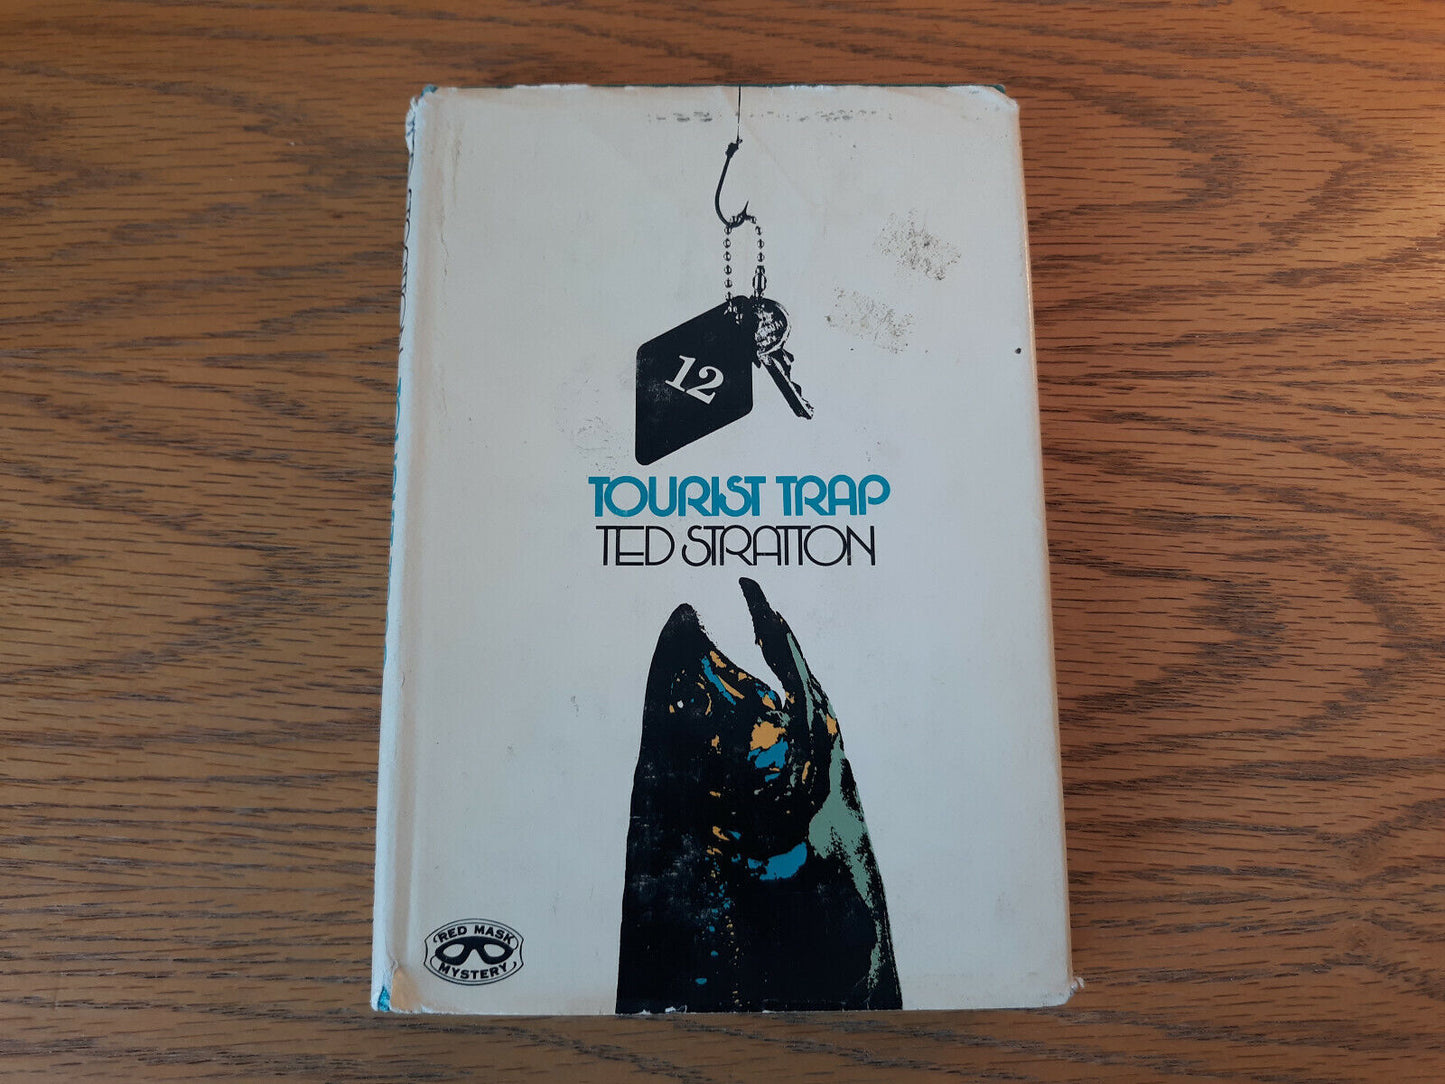 12
TOURIST TRAP
TED STRATTON
RED MASK
MYSTERY